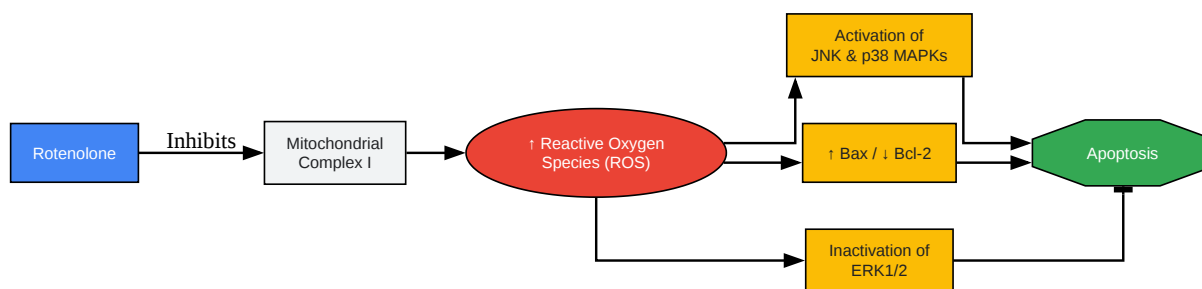 Rotenolone
Inhibits
Mitochondrial
Complex I
↑ Reactive Oxygen
Species (ROS)
Activation of
JNK & p38 MAPKs
↑ Bax / ↓ Bcl-2
Inactivation of
ERK1/2
Apoptosis